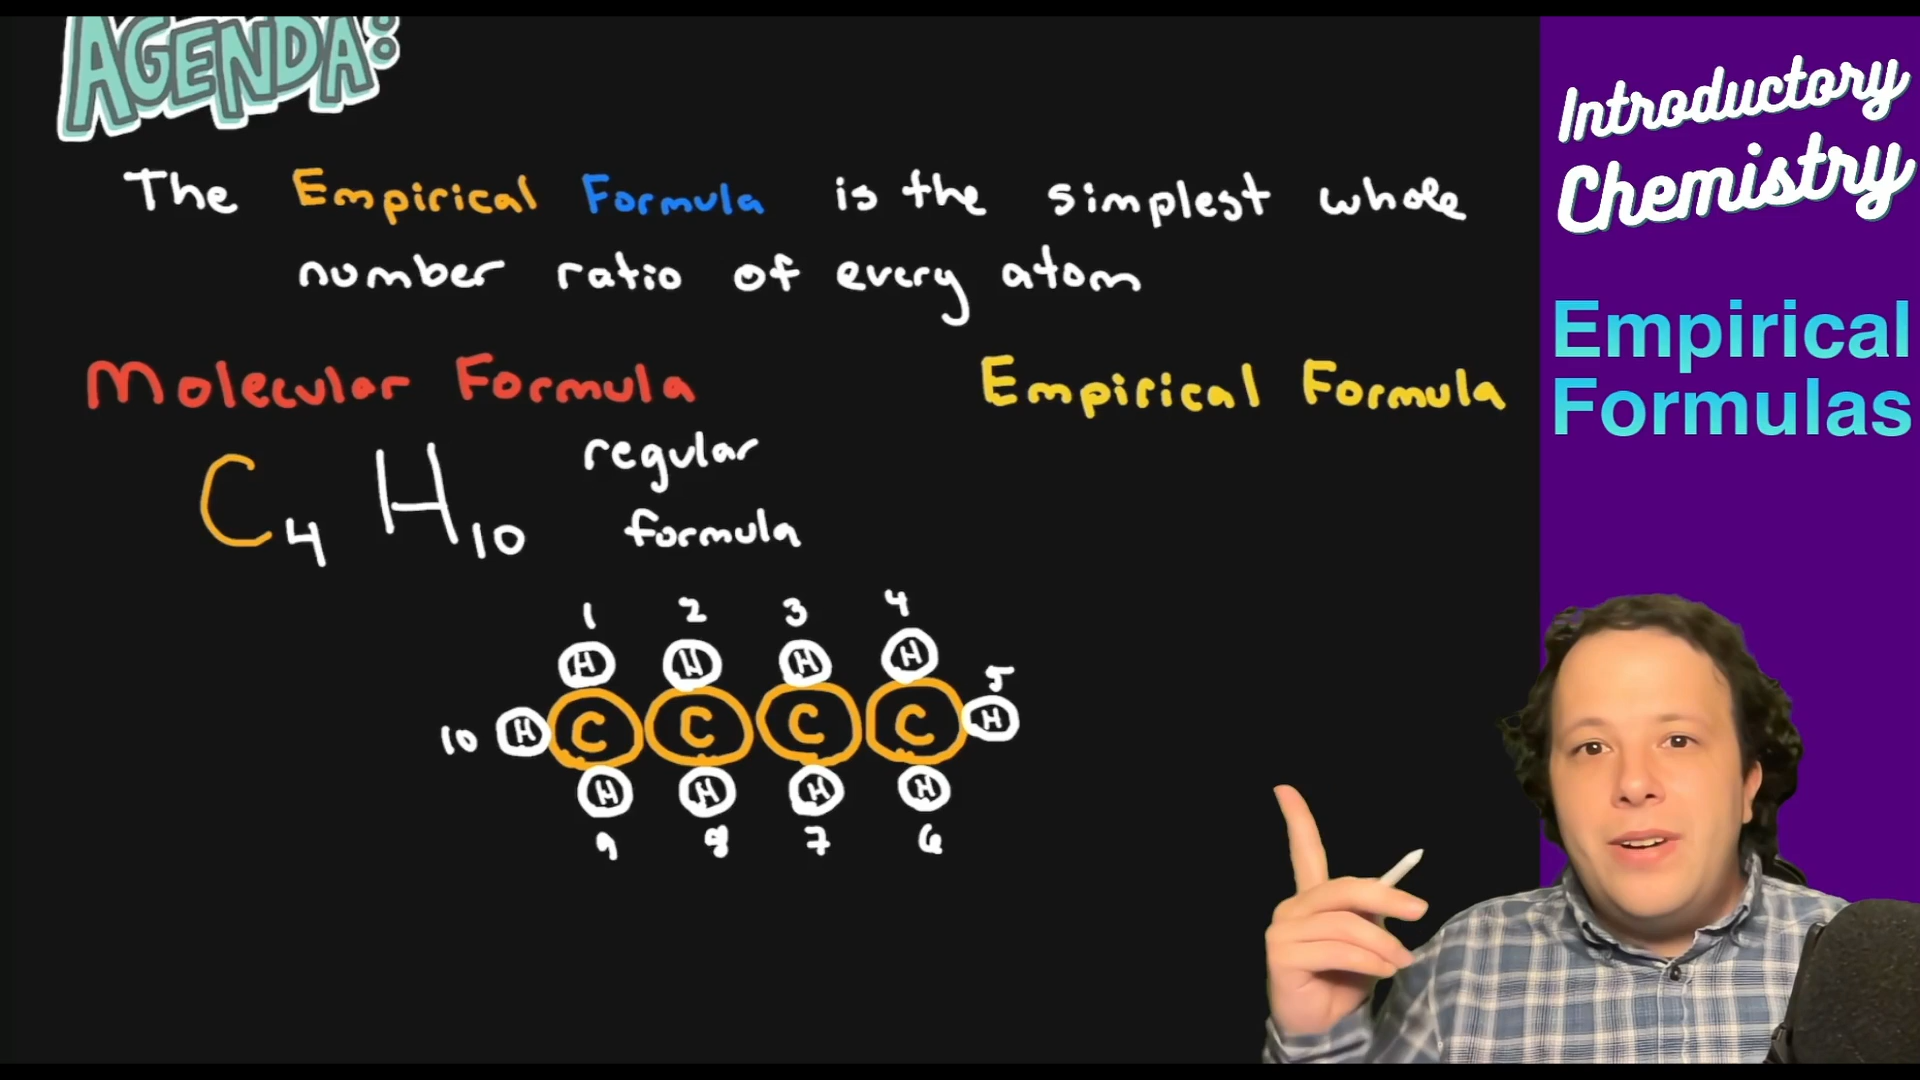 AGENDA:
The Empirical Formula is the simplest whole
number ratio of every atom
Molecular Formula
Empirical Formula
C4 H10
regular
formula
1 2 3 4
H H H H
5
10 H C C C C H
H H H H
9 8 7 6
Introductory
Chemistry
Empirical
Formulas